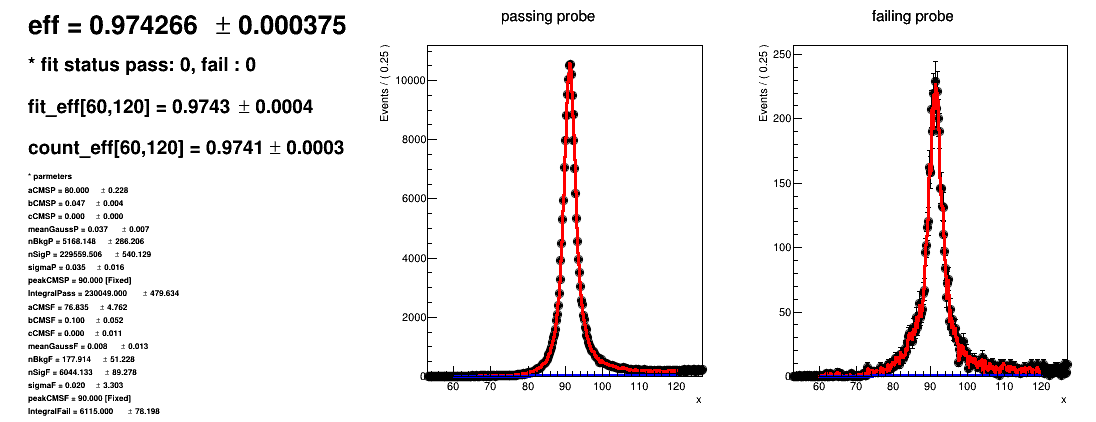 eff = 0.974266 ± 0.000375
* fit status pass: 0, fail : 0
fit_eff[60,120] = 0.9743 ± 0.0004
count_eff[60,120] = 0.9741 ± 0.0003
* parmeters
aCMSP = 80.000 ± 0.228
bCMSP = 0.047 ± 0.004
cCMSP = 0.000 ± 0.000
meanGaussP = 0.037 ± 0.007
nBkgP = 5168.148 ± 286.206
nSigP = 229559.506 ± 540.129
sigmaP = 0.035 ± 0.016
peakCMSP = 90.000 [Fixed]
IntegralPass = 230049.000 ± 479.634
aCMSF = 76.835 ± 4.762
bCMSF = 0.100 ± 0.052
cCMSF = 0.000 ± 0.011
meanGaussF = 0.008 ± 0.013
nBkgF = 177.914 ± 51.228
nSigF = 6044.133 ± 89.278
sigmaF = 0.020 ± 3.303
peakCMSF = 90.000 [Fixed]
IntegralFail = 6115.000 ± 78.198
passing probe
Events / ( 0.25 )
10000
8000
6000
4000
2000
0
60 70 80 90 100 110 120
x
failing probe
Events / ( 0.25 )
250
200
150
100
50
0
60 70 80 90 100 110 120
x